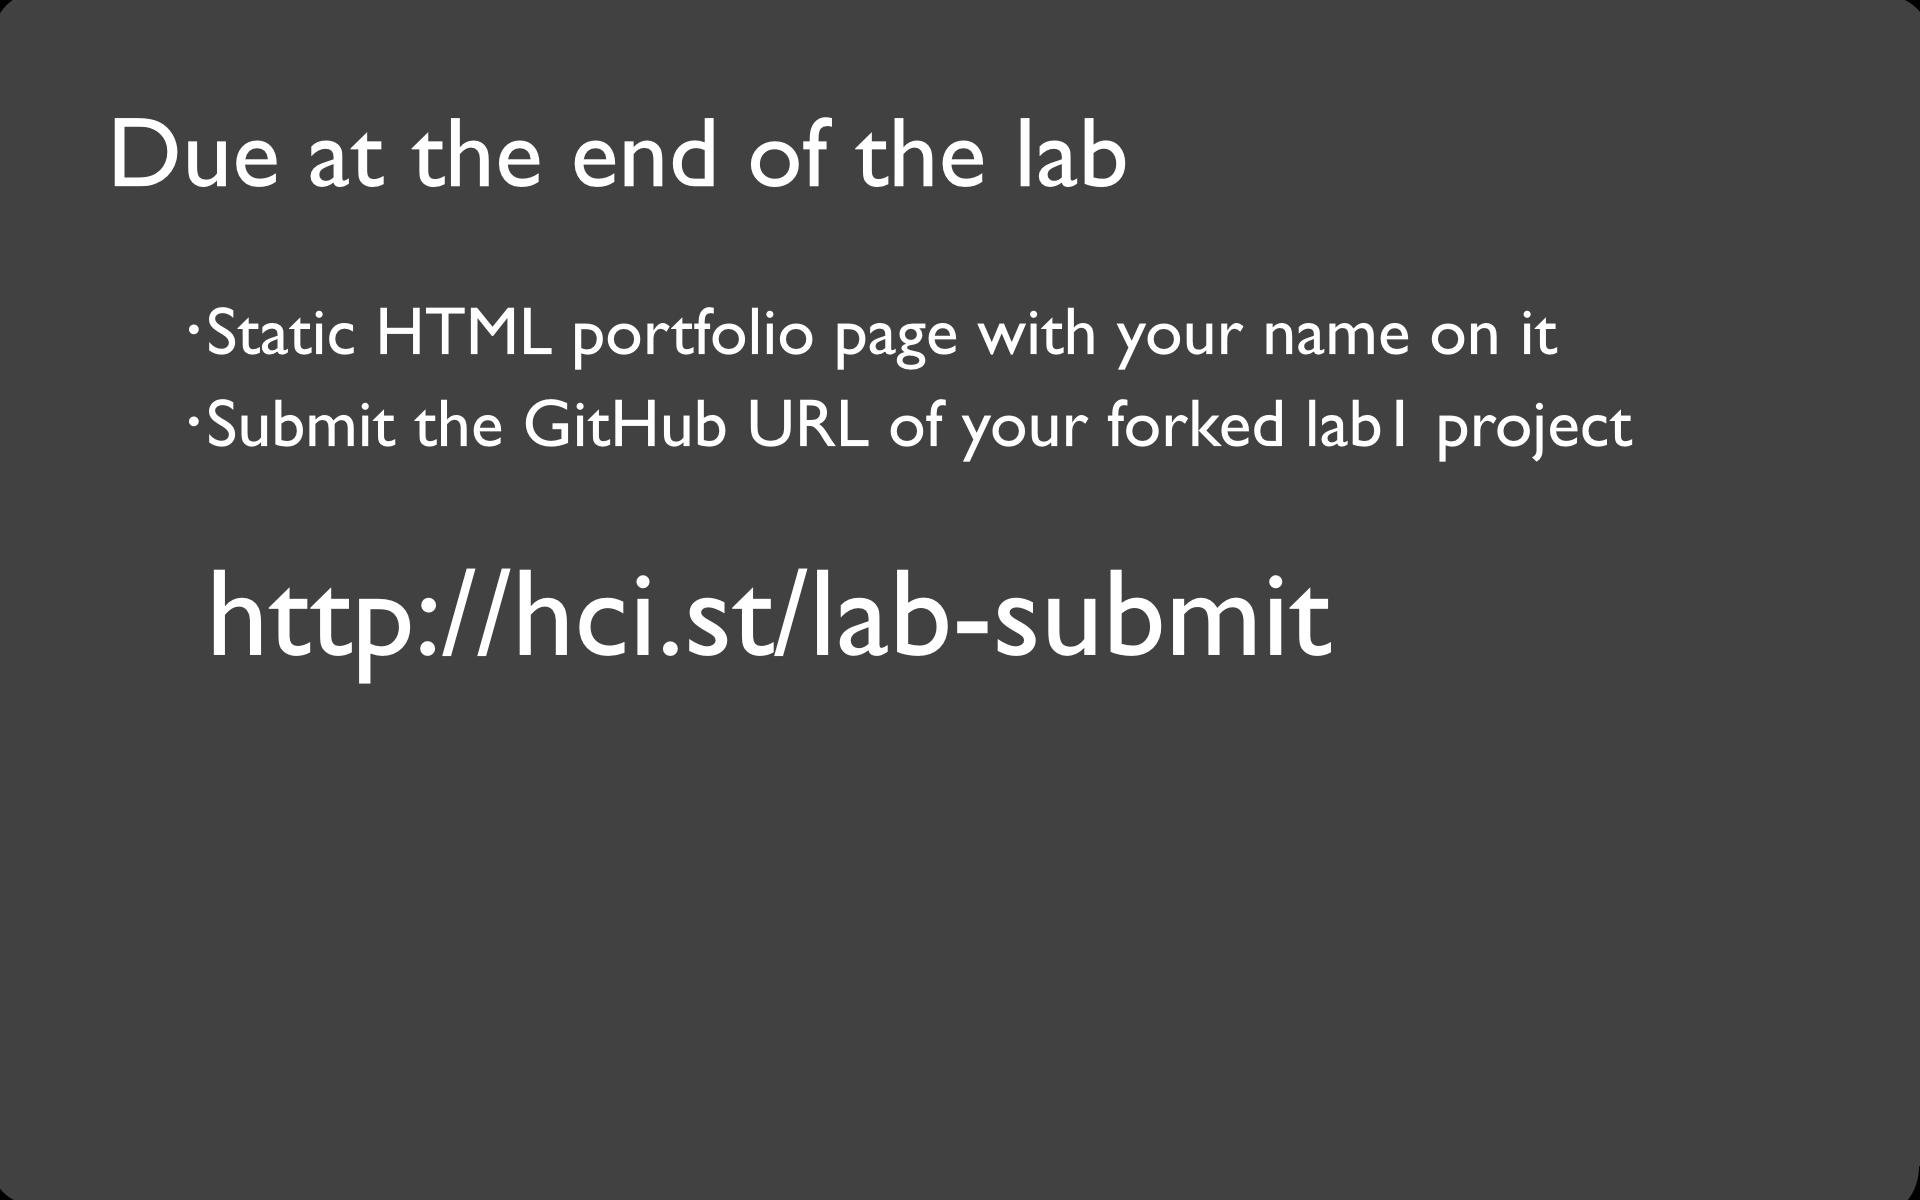 Due at the end of the lab
·Static HTML portfolio page with your name on it
·Submit the GitHub URL of your forked lab1 project
http://hci.st/lab-submit